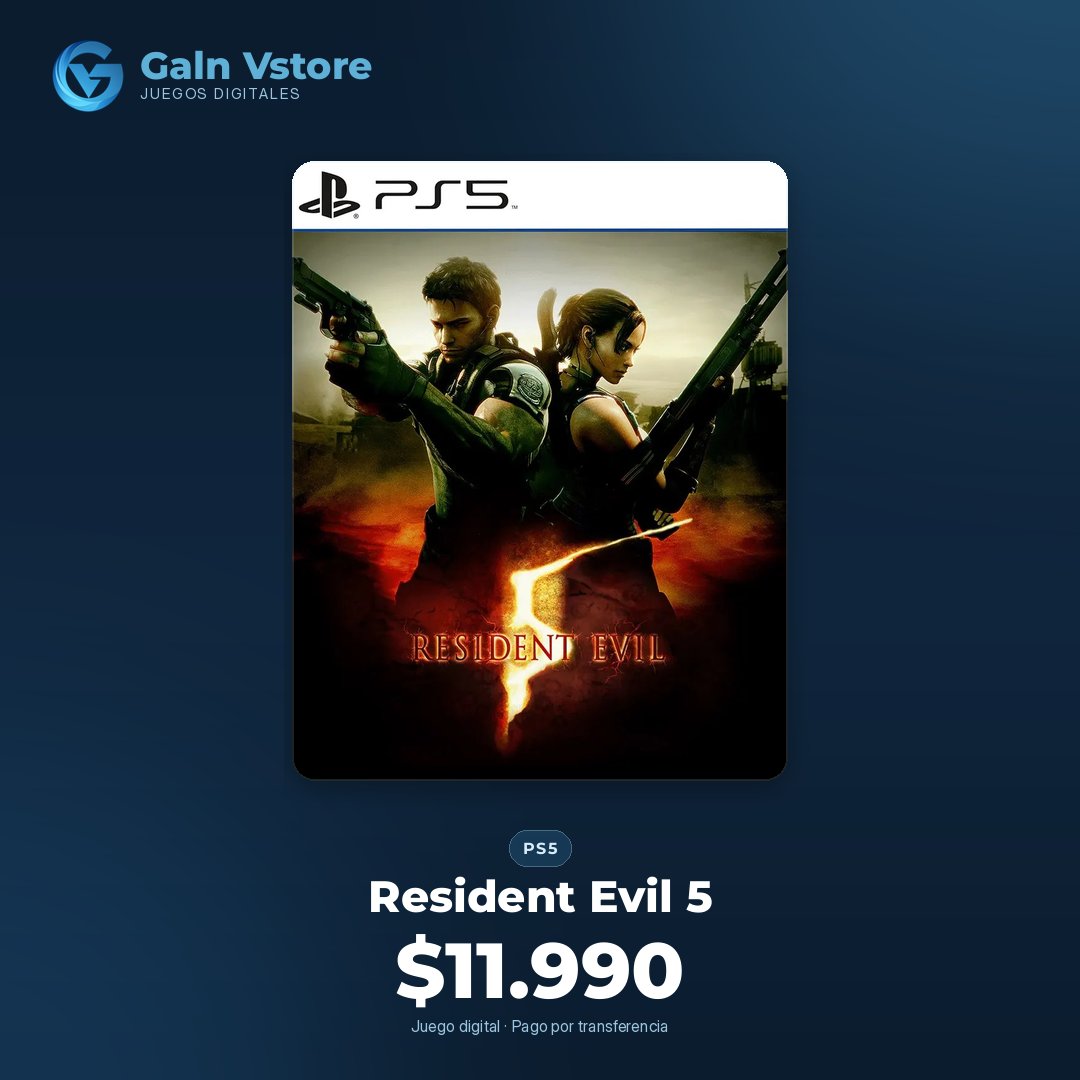 Galn Vstore
JUEGOS DIGITALES
PS5
RESIDENT EVIL
5
PS5
Resident Evil 5
$11.990
Juego digital · Pago por transferencia